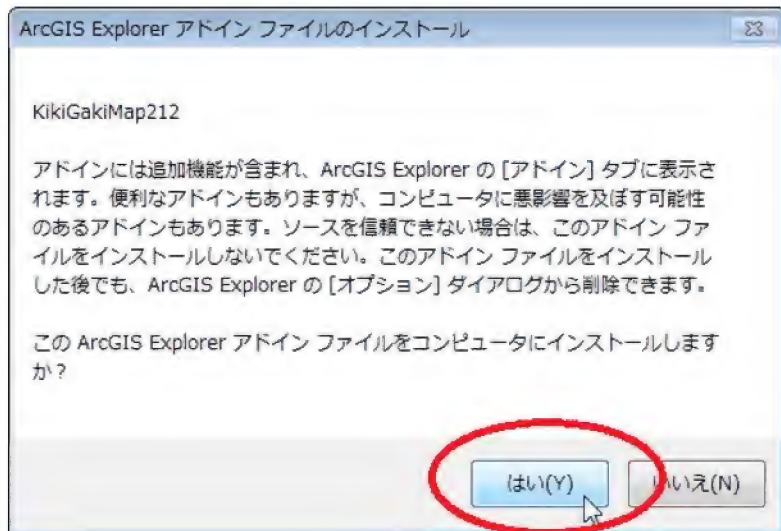 ArcGIS Explorer アドイン ファイルのインストール
KikiGakiMap212
アドインには追加機能が含まれ、ArcGIS Explorer の [アドイン] タブに表示さ
れます。便利なアドインもありますが、コンピュータに悪影響を及ぼす可能性
のあるアドインもあります。ソースを信頼できない場合は、このアドイン ファ
イルをインストールしないでください。このアドイン ファイルをインストール
した後でも、ArcGIS Explorer の [オプション] ダイアログから削除できます。
この ArcGIS Explorer アドイン ファイルをコンピュータにインストールします
か？
はい(Y)
いいえ(N)